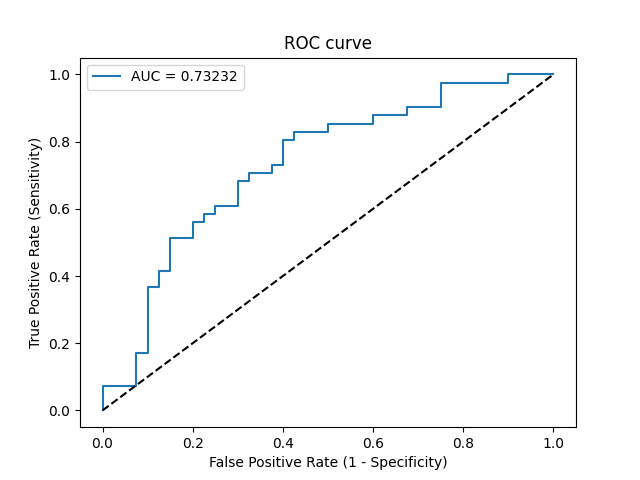 ROC curve
AUC = 0.73232
True Positive Rate (Sensitivity)
1.0
0.8
0.6
0.4
0.2
0.0
0.0 0.2 0.4 0.6 0.8 1.0
False Positive Rate (1 - Specificity)